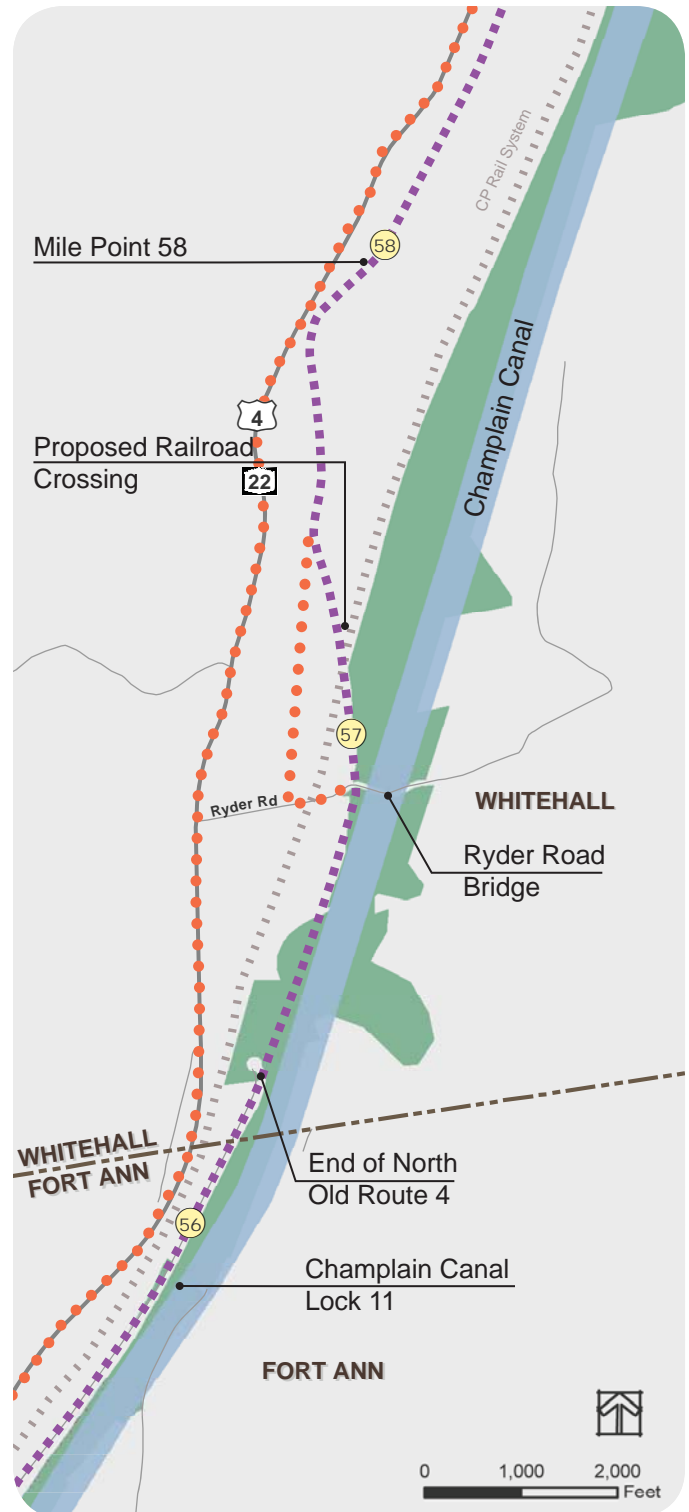 CP Rail System
Mile Point 58
58
Champlain Canal
4
Proposed Railroad
Crossing
22
57
Ryder Rd
WHITEHALL
Ryder Road
Bridge
WHITEHALL
FORT ANN
End of North
Old Route 4
56
Champlain Canal
Lock 11
FORT ANN
0 1,000 2,000
Feet